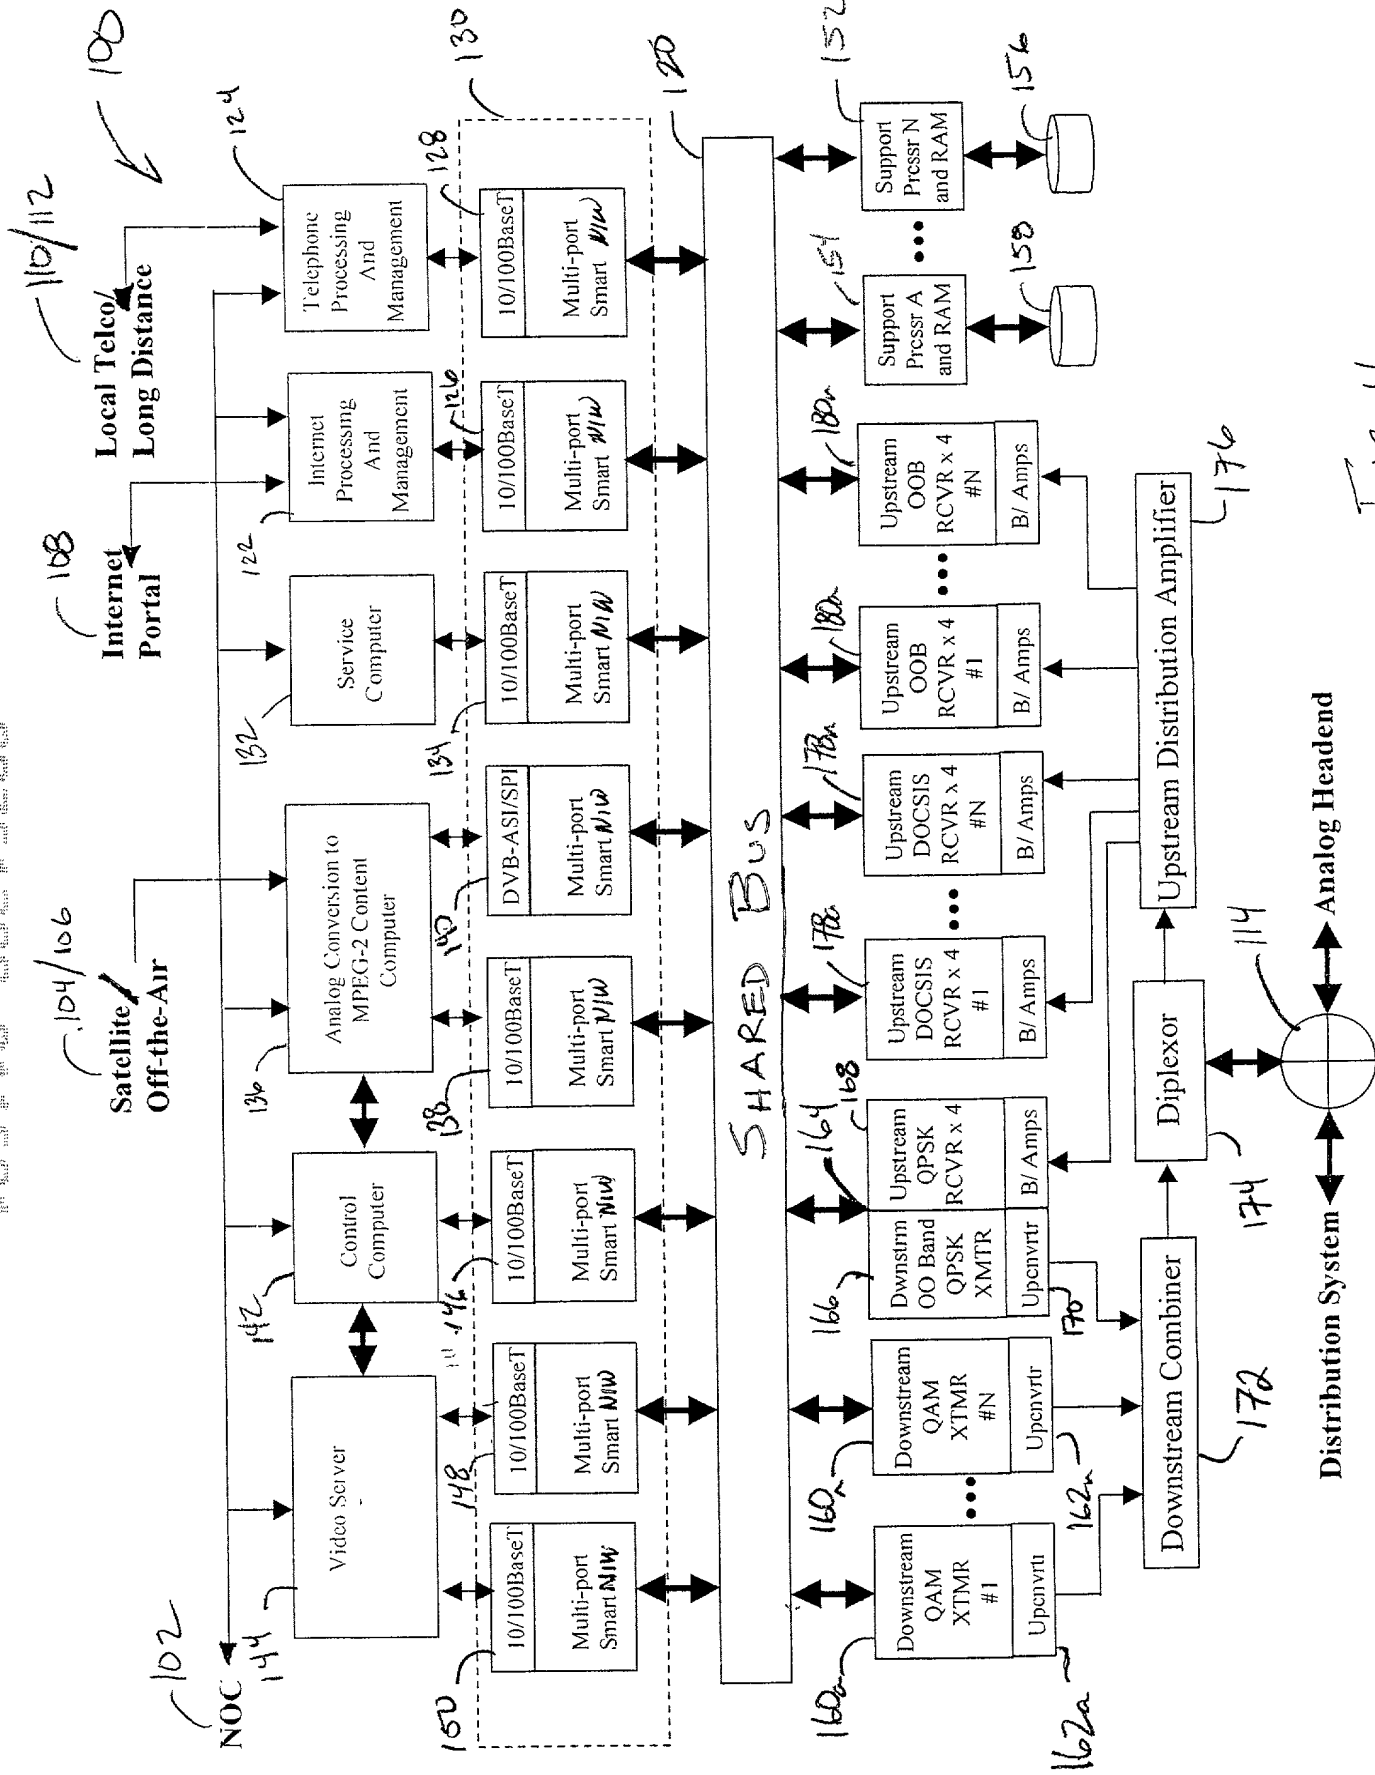 100
110/112
Local Telco/
Long Distance
108
Internet
Portal
104/106
Satellite/
Off-the-Ar
102
NOC
144
Video Server
142
Control
Computer
136
Analog Conversion to
MPEG-2 Content
Computer
132
Service
Computer
122
Internet
Processing
And
Management
124
Telephone
Processing
And
Management
130
150
10/100BaseT
Multi-port
Smart NIW
148
10/100BaseT
Multi-port
Smart NIW
146
10/100BaseT
Multi-port
Smart NIW
138
10/100BaseT
Multi-port
Smart NIW
140
DVB-ASI/SPI
Multi-port
Smart NIW
134
10/100BaseT
Multi-port
Smart NIW
126
10/100BaseT
Multi-port
Smart NIW
128
10/100BaseT
Multi-port
Smart NIW
120
SHARED BUS
160a
Downstream
QAM
XTMR
#1
Upcnvrtr
162a
160n
Downstream
QAM
XTMR
#N
Upcnvrtr
162n
164
166
Dwnstrm
OO Band
QPSK
XMTR
Upcnvrtr
170
168
Upstream
QPSK
RCVR x 4
B/ Amps
178a
Upstream
DOCSIS
RCVR x 4
#1
B/ Amps
178n
Upstream
DOCSIS
RCVR x 4
#N
B/ Amps
180a
Upstream
OOB
RCVR x 4
#1
B/ Amps
180n
Upstream
OOB
RCVR x 4
#N
B/ Amps
154
Support
Prcssr A
and RAM
158
152
Support
Prcssr N
and RAM
156
Downstream Combiner
172
Diplexor
174
Upstream Distribution Amplifier
176
114
Distribution System
Analog Headend